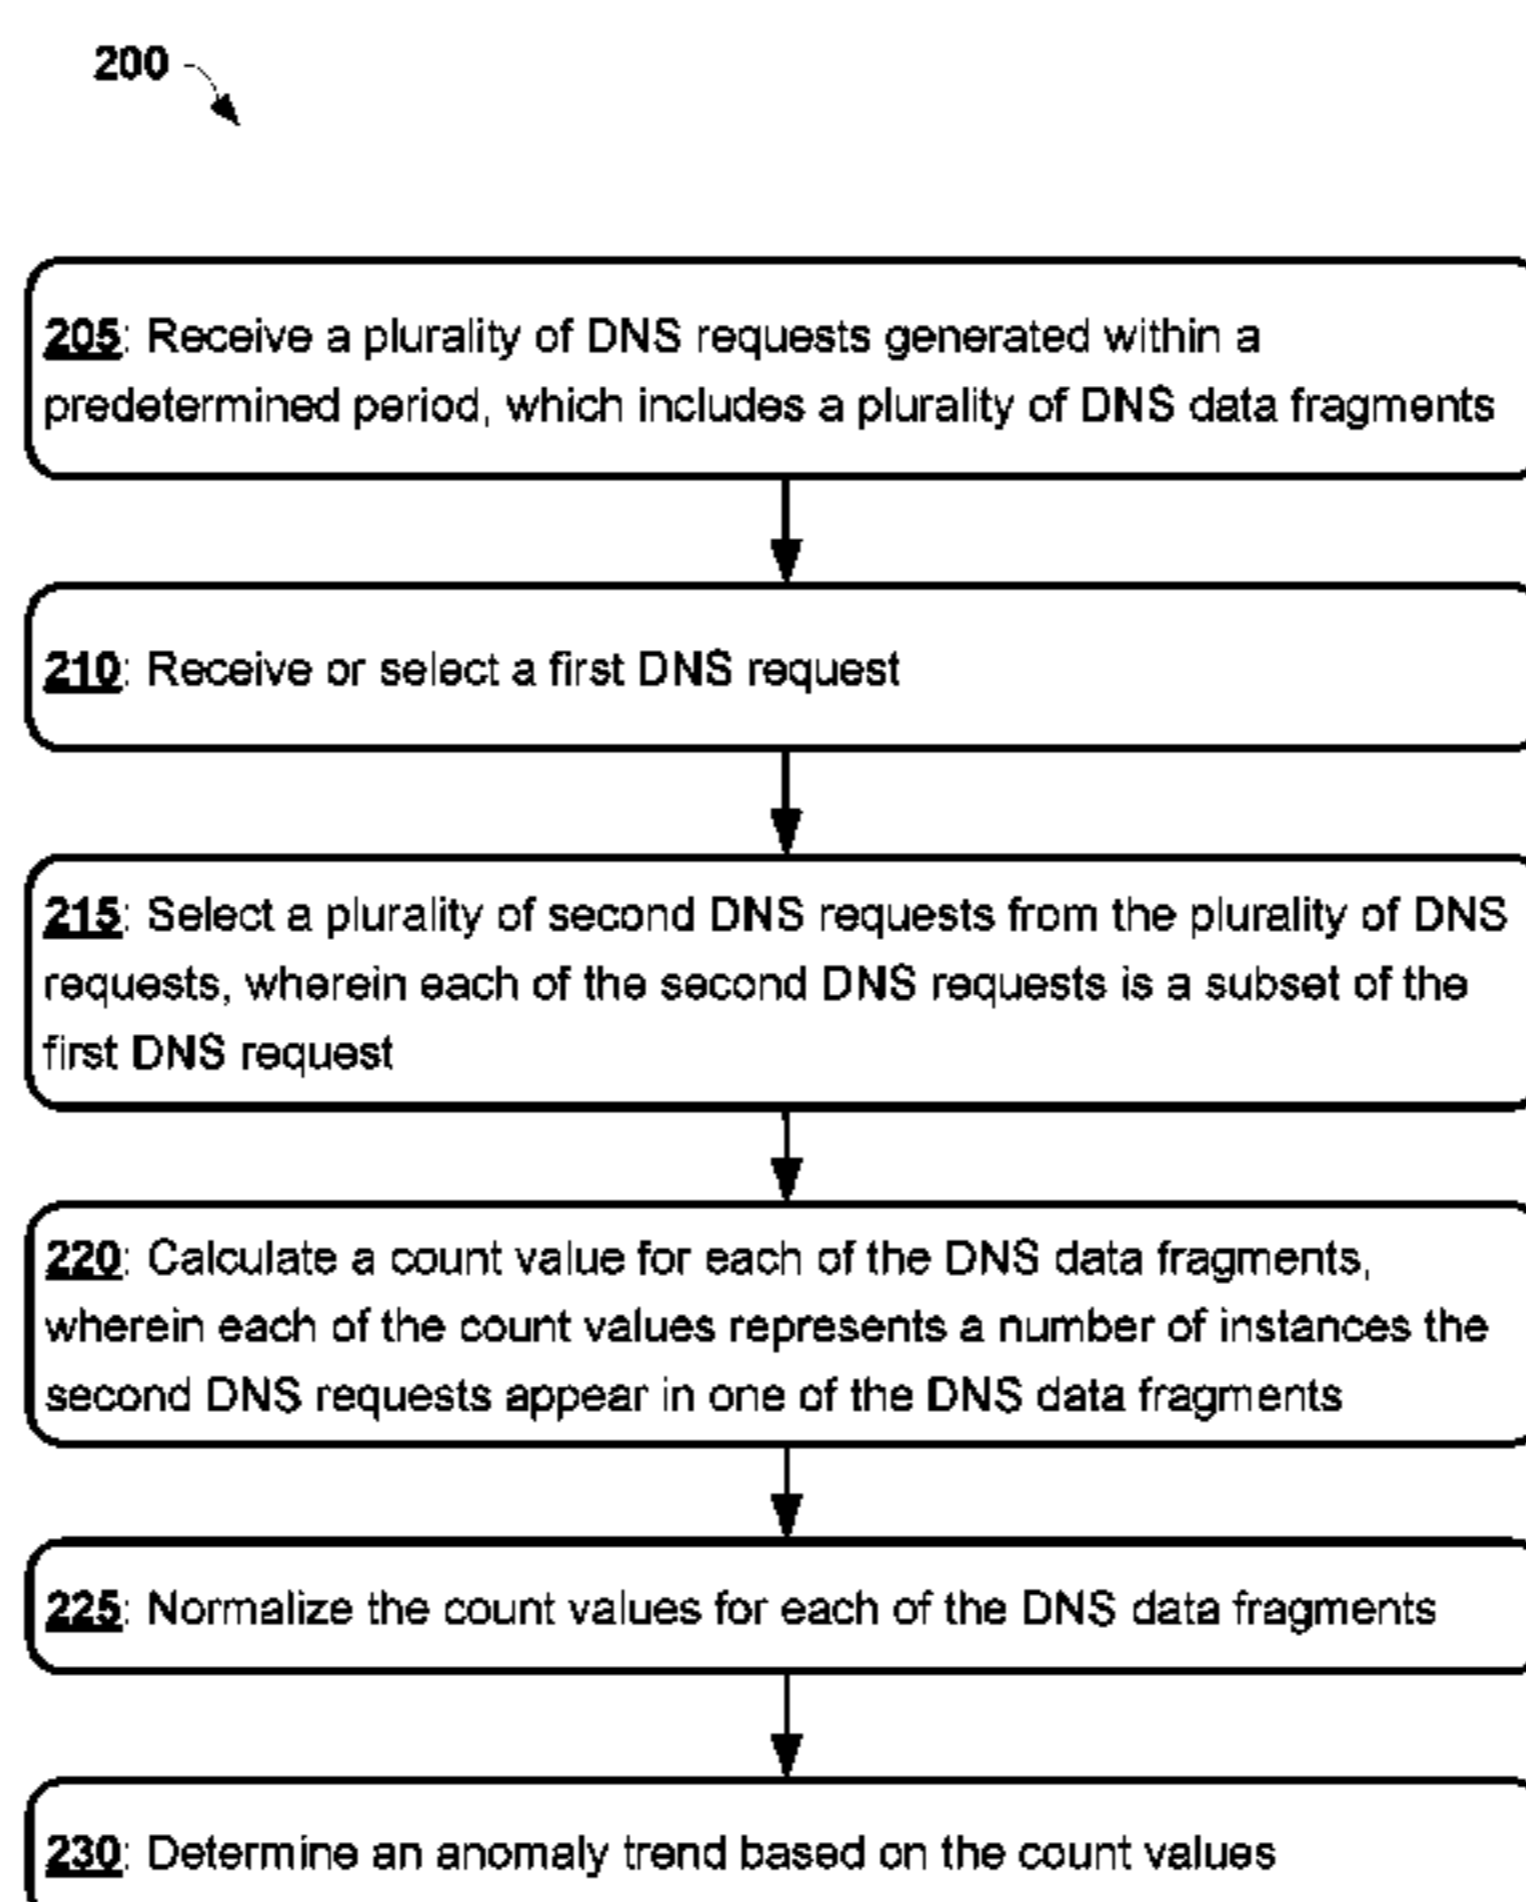 200
205: Receive a plurality of DNS requests generated within a
predetermined period, which includes a plurality of DNS data fragments
210: Receive or select a first DNS request
215: Select a plurality of second DNS requests from the plurality of DNS
requests, wherein each of the second DNS requests is a subset of the
first DNS request
220: Calculate a count value for each of the DNS data fragments,
wherein each of the count values represents a number of instances the
second DNS requests appear in one of the DNS data fragments
225: Normalize the count values for each of the DNS data fragments
230: Determine an anomaly trend based on the count values